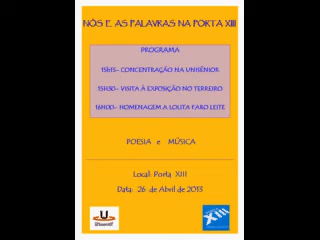 NÓS E AS PALAVRAS NA PORTA XIII
PROGRAMA
15h15- CONCENTRAÇÃO NA UNISÉNIOR
15H30- VISITA À EXPOSIÇÃO NO TERREIRO
16H00- HOMENAGEM A LOLITA FARO LEITE
POESIA e MÚSICA
Local: Porta XIII
Data: 26 de Abril de 2013
U
XIII